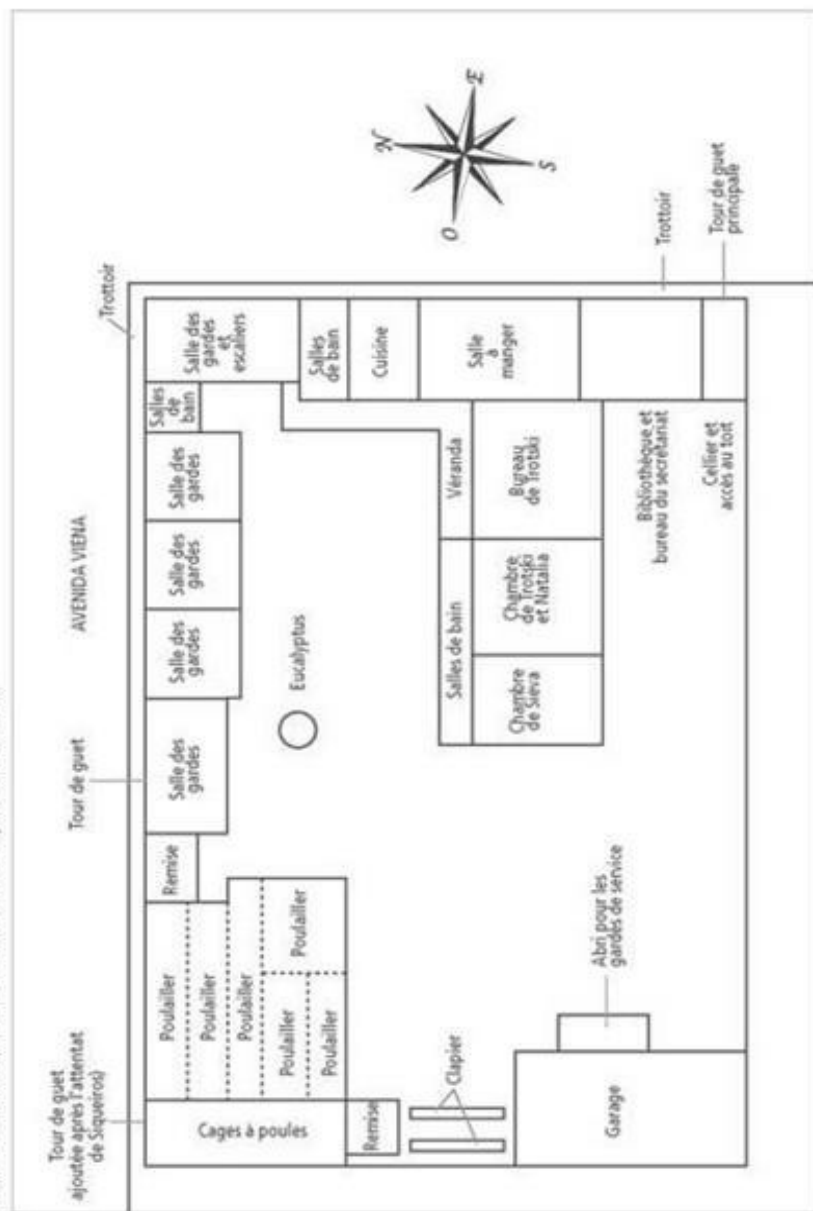 Tour de guet
ajoutée après l'attentat
de Siqueiros)
Tour de guet
AVENIDA VIENA
Trottoir
Cages à poules
Poulailler
Poulailler
Poulailler
Poulailler
Poulailler
Poulailler
Remise
Salle des
gardes
Salle des
gardes
Salle des
gardes
Salle des
gardes
Salles
de
bain
Salle des
gardes
et
escaliers
N
E
S
O
Eucalyptus
Salles
de bain
Remise
Cuisine
Clapier
Salles de bain
Véranda
Salle
à
manger
Chambre
de Sieva
Chambre
de Trotski
et Natalia
Bureau
de Trotski
Garage
Abri pour les
gardes de service
Bibliothèque et
bureau du secrétariat
Trottoir
Cellier et
accès au toit
Tour de guet
principale